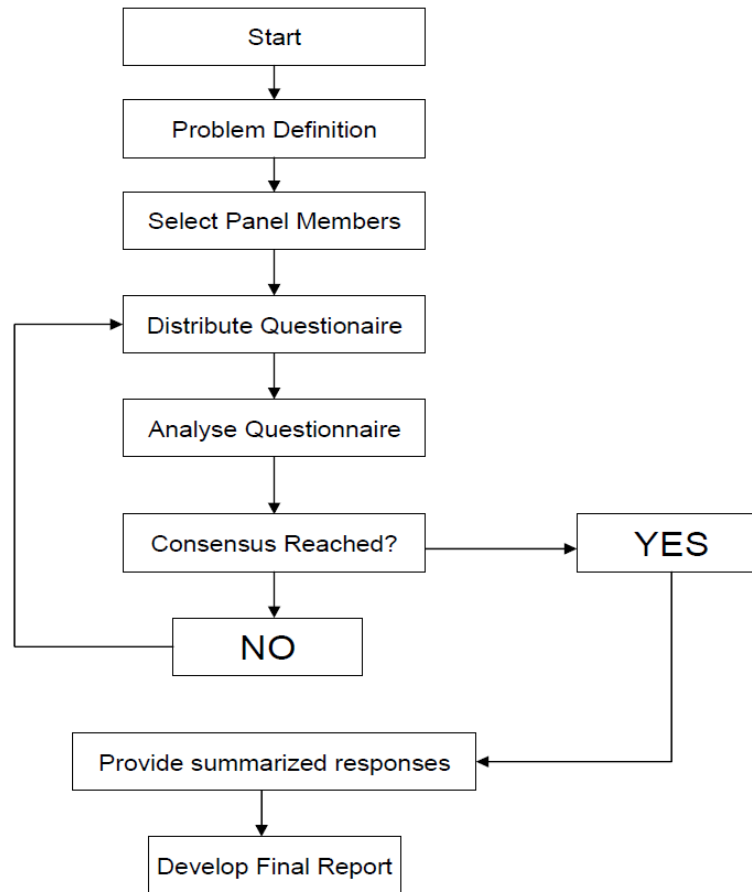 Start
Problem Definition
Select Panel Members
Distribute Questionaire
Analyse Questionnaire
Consensus Reached?
YES
NO
Provide summarized responses
Develop Final Report